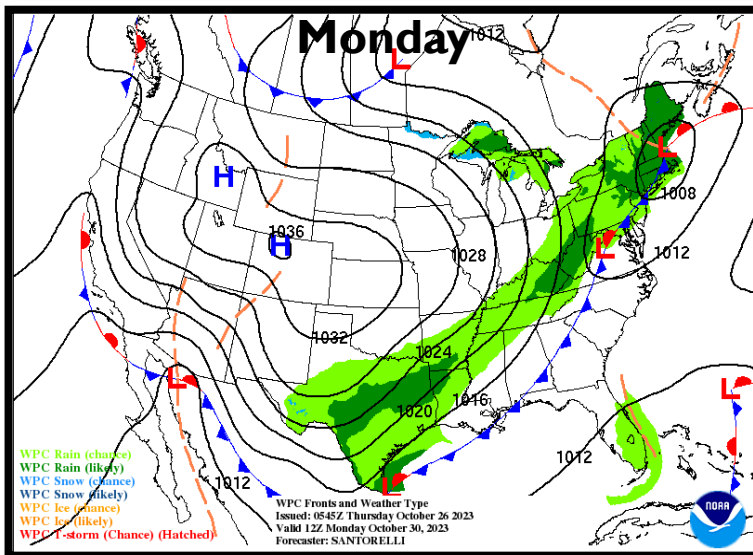 Monday
1012
L
L
1008
H
1036
H
1028
L
1012
1032
1024
L
1016
1020
L
1012
1012
L
WPC Rain (chance)
WPC Rain (likely)
WPC Snow (chance)
WPC Snow (likely)
WPC Ice (chance)
WPC Ice (likely)
WPC T-storm (Chance) (Hatched)
WPC Fronts and Weather Type
Issued: 0545Z Thursday October 26 2023
Valid 12Z Monday October 30, 2023
Forecaster: SANTORELLI
NOAA